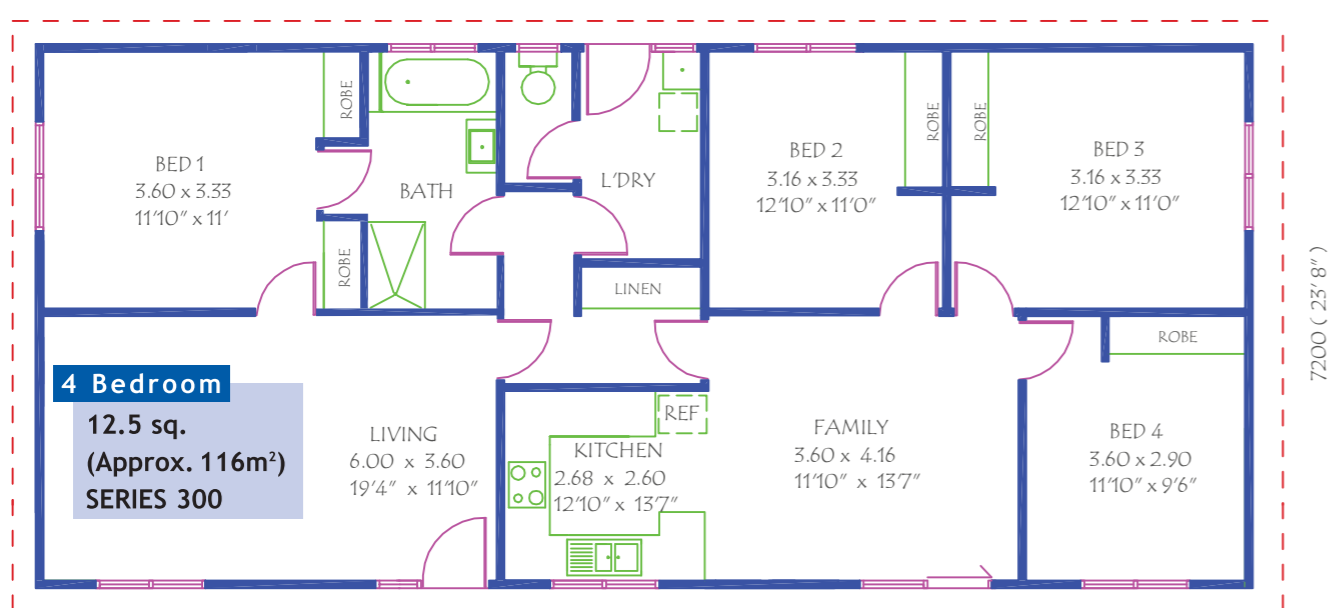 ROBE
BED 1
3.60 x 3.33
11'10" x 11'
ROBE
BATH
L'DRY
LINEN
BED 2
3.16 x 3.33
12'10" x 11'0"
ROBE
ROBE
BED 3
3.16 x 3.33
12'10" x 11'0"
7200 ( 23' 8" )
4 Bedroom
12.5 sq.
(Approx. 116m²)
SERIES 300
LIVING
6.00 x 3.60
19'4" x 11'10"
REF
KITCHEN
2.68 x 2.60
12'10" x 13'7"
FAMILY
3.60 x 4.16
11'10" x 13'7"
ROBE
BED 4
3.60 x 2.90
11'10" x 9'6"